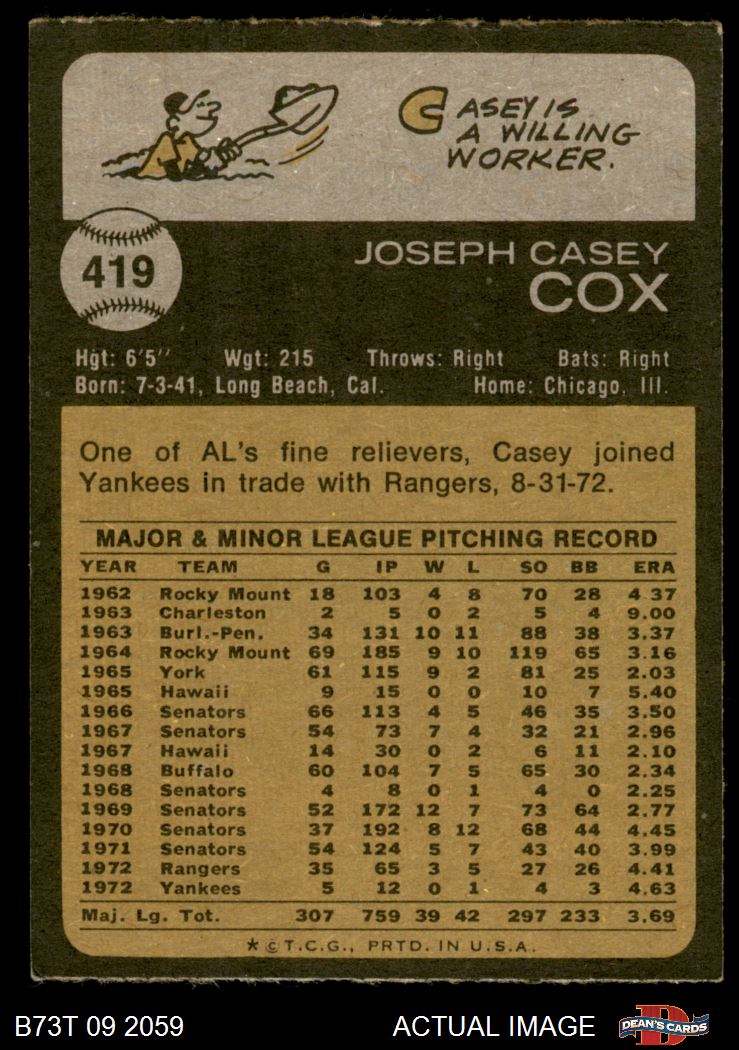 CASEY IS
A WILLING
WORKER.
419
JOSEPH CASEY
COX
Hgt: 6'5" Wgt: 215 Throws: Right Bats: Right
Born: 7-3-41, Long Beach, Cal. Home: Chicago, Ill.
One of AL's fine relievers, Casey joined
Yankees in trade with Rangers, 8-31-72.
MAJOR & MINOR LEAGUE PITCHING RECORD
YEAR TEAM G IP W L SO BB ERA
1962 Rocky Mount 18 103 4 8 70 28 4.37
1963 Charleston 2 5 0 2 5 4 9.00
1963 Burl.-Pen. 34 131 10 11 88 38 3.37
1964 Rocky Mount 69 185 9 10 119 65 3.16
1965 York 61 115 9 2 81 25 2.03
1965 Hawaii 9 15 0 0 10 7 5.40
1966 Senators 66 113 4 5 46 35 3.50
1967 Senators 54 73 7 4 32 21 2.96
1967 Hawaii 14 30 0 2 6 11 2.10
1968 Buffalo 60 104 7 5 65 30 2.34
1968 Senators 4 8 0 1 4 0 2.25
1969 Senators 52 172 12 7 73 64 2.77
1970 Senators 37 192 8 12 68 44 4.45
1971 Senators 54 124 5 7 43 40 3.99
1972 Rangers 35 65 3 5 27 26 4.41
1972 Yankees 5 12 0 1 4 3 4.63
Maj. Lg. Tot. 307 759 39 42 297 233 3.69
* © T.C.G., PRTD. IN U.S.A.
B73T 09 2059 ACTUAL IMAGE D DEAN'S CARDS